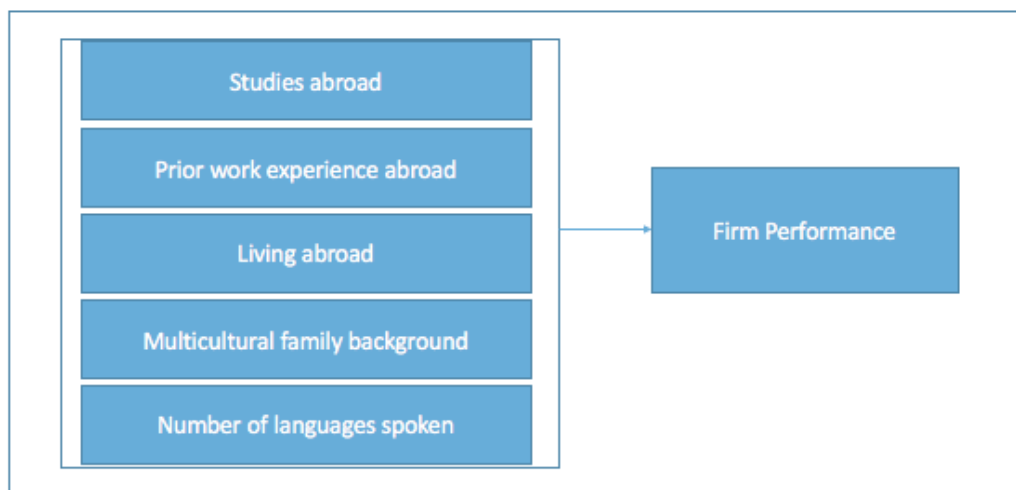 Studies abroad
Prior work experience abroad
Living abroad
Multicultural family background
Number of languages spoken
Firm Performance